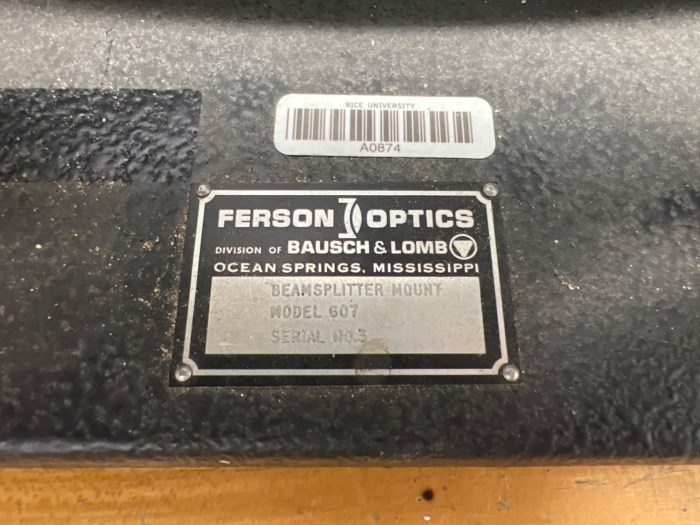 RICE UNIVERSITY
A0874
FERSON OPTICS
DIVISION OF BAUSCH & LOMB
OCEAN SPRINGS, MISSISSIPPI
BEAMSPLITTER MOUNT
MODEL 607
SERIAL NO.3